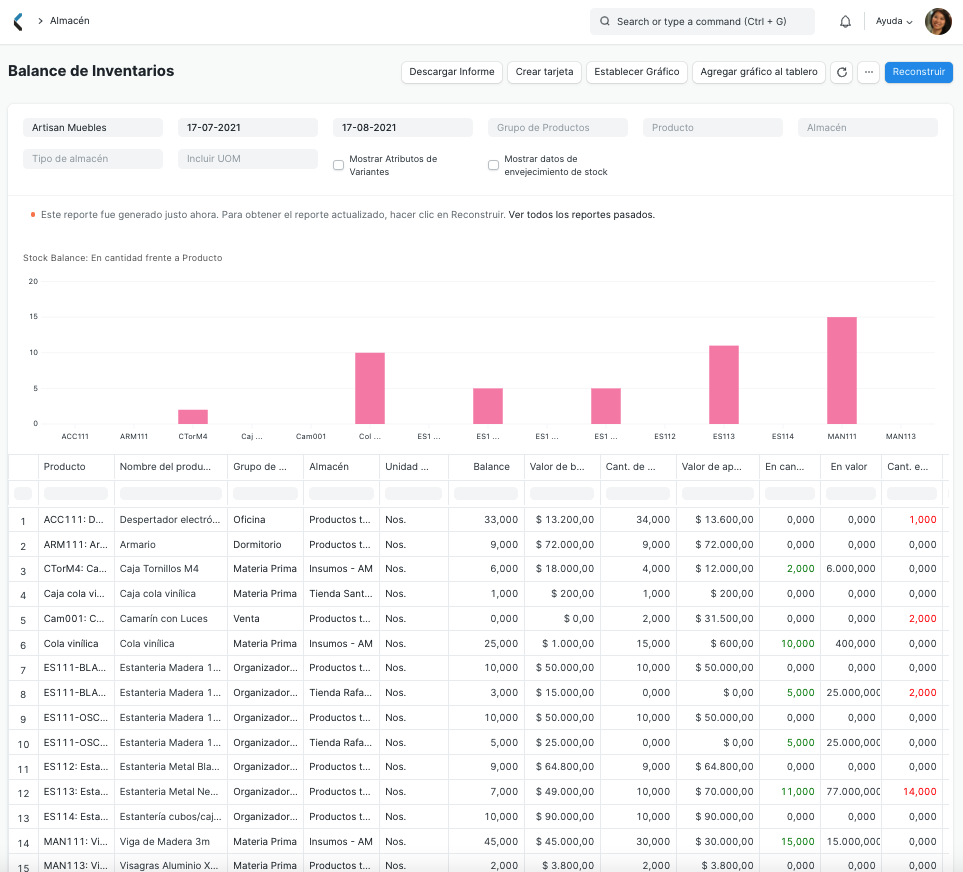 Almacén
Search or type a command (Ctrl + G)
Ayuda
Balance de Inventarios
Descargar Informe
Crear tarjeta
Establecer Gráfico
Agregar gráfico al tablero
...
Reconstruir
Artisan Muebles
17-07-2021
17-08-2021
Grupo de Productos
Producto
Almacén
Tipo de almacén
Incluir UOM
Mostrar Atributos de
Variantes
Mostrar datos de
envejecimiento de stock
Este reporte fue generado justo ahora. Para obtener el reporte actualizado, hacer clic en Reconstruir. Ver todos los reportes pasados.
Stock Balance: En cantidad frente a Producto
20
15
10
5
0
ACC111 ARM111 CTorM4 Caj ... Cam001 Col ... ES1 ... ES1 ... ES1 ... ES1 ... ES112 ES113 ES114 MAN111 MAN113
Producto Nombre del produ... Grupo de ... Almacén Unidad ... Balance Valor de b... Cant. de ... Valor de ap... En can... En valor Cant. e...
1 ACC111: D... Despertador electró... Oficina Productos t... Nos. 33,000 $ 13.200,00 34,000 $ 13.600,00 0,000 0,000 1,000
2 ARM111: Ar... Armario Dormitorio Productos t... Nos. 9,000 $ 72.000,00 9,000 $ 72.000,00 0,000 0,000 0,000
3 CTorM4: Ca... Caja Tornillos M4 Materia Prima Insumos - AM Nos. 6,000 $ 18.000,00 4,000 $ 12.000,00 2,000 6.000,000 0,000
4 Caja cola vi... Caja cola vinílica Materia Prima Tienda Sant... Nos. 1,000 $ 200,00 1,000 $ 200,00 0,000 0,000 0,000
5 Cam001: C... Camarín con Luces Venta Productos t... Nos. 0,000 $ 0,00 2,000 $ 31.500,00 0,000 0,000 2,000
6 Cola vinílica Cola vinílica Materia Prima Insumos - AM Nos. 25,000 $ 1.000,00 15,000 $ 600,00 10,000 400,000 0,000
7 ES111-BLA... Estanteria Madera 1... Organizador... Productos t... Nos. 10,000 $ 50.000,00 10,000 $ 50.000,00 0,000 0,000 0,000
8 ES111-BLA... Estanteria Madera 1... Organizador... Tienda Rafa... Nos. 3,000 $ 15.000,00 0,000 $ 0,00 5,000 25.000,000 2,000
9 ES111-OSC... Estanteria Madera 1... Organizador... Productos t... Nos. 10,000 $ 50.000,00 10,000 $ 50.000,00 0,000 0,000 0,000
10 ES111-OSC... Estanteria Madera 1... Organizador... Tienda Rafa... Nos. 5,000 $ 25.000,00 0,000 $ 0,00 5,000 25.000,000 0,000
11 ES112: Esta... Estanteria Metal Bla... Organizador... Productos t... Nos. 9,000 $ 64.800,00 9,000 $ 64.800,00 0,000 0,000 0,000
12 ES113: Esta... Estanteria Metal Ne... Organizador... Productos t... Nos. 7,000 $ 49.000,00 10,000 $ 70.000,00 11,000 77.000,000 14,000
13 ES114: Esta... Estantería cubos/caj... Organizador... Productos t... Nos. 10,000 $ 90.000,00 10,000 $ 90.000,00 0,000 0,000 0,000
14 MAN111: Vi... Viga de Madera 3m Materia Prima Insumos - AM Nos. 45,000 $ 45.000,00 30,000 $ 30.000,00 15,000 15.000,000 0,000
15 MAN113: Vi... Visagras Aluminio X... Materia Prima Productos t... Nos. 2,000 $ 3.800,00 2,000 $ 3.800,00 0,000 0,000 0,000